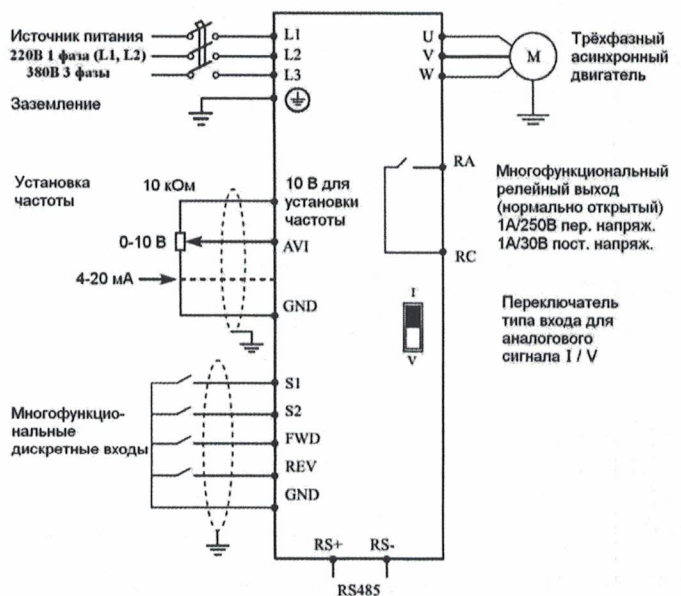 Источник питания
220В 1 фаза (L1, L2)
380В 3 фазы
Заземление
L1
L2
L3
U
V
W
M
Трёхфазный
асинхронный
двигатель
Установка
частоты
10 кОм
0-10 В
4-20 мА
10 В для
установки
частоты
AVI
GND
RA
RC
Многофункциональный
релейный выход
(нормально открытый)
1А/250В пер. напряж.
1А/30В пост. напряж.
I
V
Переключатель
типа входа для
аналогового
сигнала I / V
Многофункцио-
нальные
дискретные входы
S1
S2
FWD
REV
GND
RS+ RS-
RS485